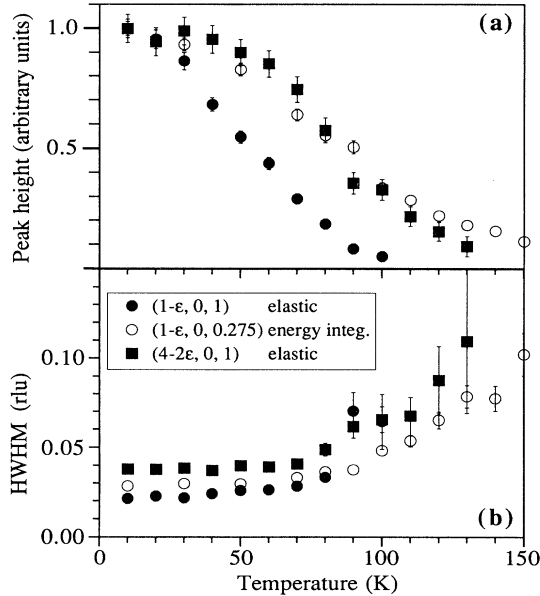 (a)
1.0
0.5
Peak height (arbitrary units)
(1-ε, 0, 1) elastic
(1-ε, 0, 0.275) energy integ.
(4-2ε, 0, 1) elastic
0.10
0.05
0.00
HWHM (rlu)
(b)
0 50 100 150
Temperature (K)